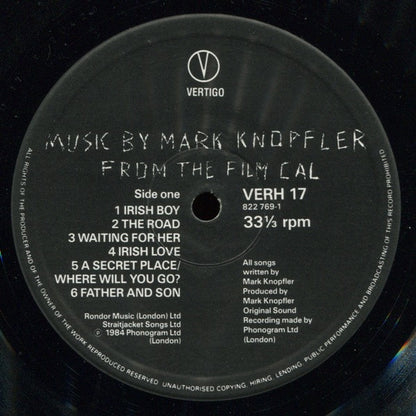 VERTIGO
MUSIC BY MARK KNOPFLER
FROM THE FILM CAL
Side one
1 IRISH BOY
2 THE ROAD
3 WAITING FOR HER
4 IRISH LOVE
5 A SECRET PLACE/
WHERE WILL YOU GO?
6 FATHER AND SON
Rondor Music (London) Ltd
Straitjacket Songs Ltd
℗ 1984 Phonogram Ltd
(London)
VERH 17
822 769-1
33⅓ rpm
All songs
written by
Mark Knopfler
Produced by
Mark Knopfler
Original Sound
Recording made by
Phonogram Ltd
(London)
ALL RIGHTS OF THE PRODUCER AND OF THE OWNER OF THE WORK REPRODUCED RESERVED. UNAUTHORISED COPYING, HIRING, LENDING, PUBLIC PERFORMANCE AND BROADCASTING OF THIS RECORD PROHIBITED.